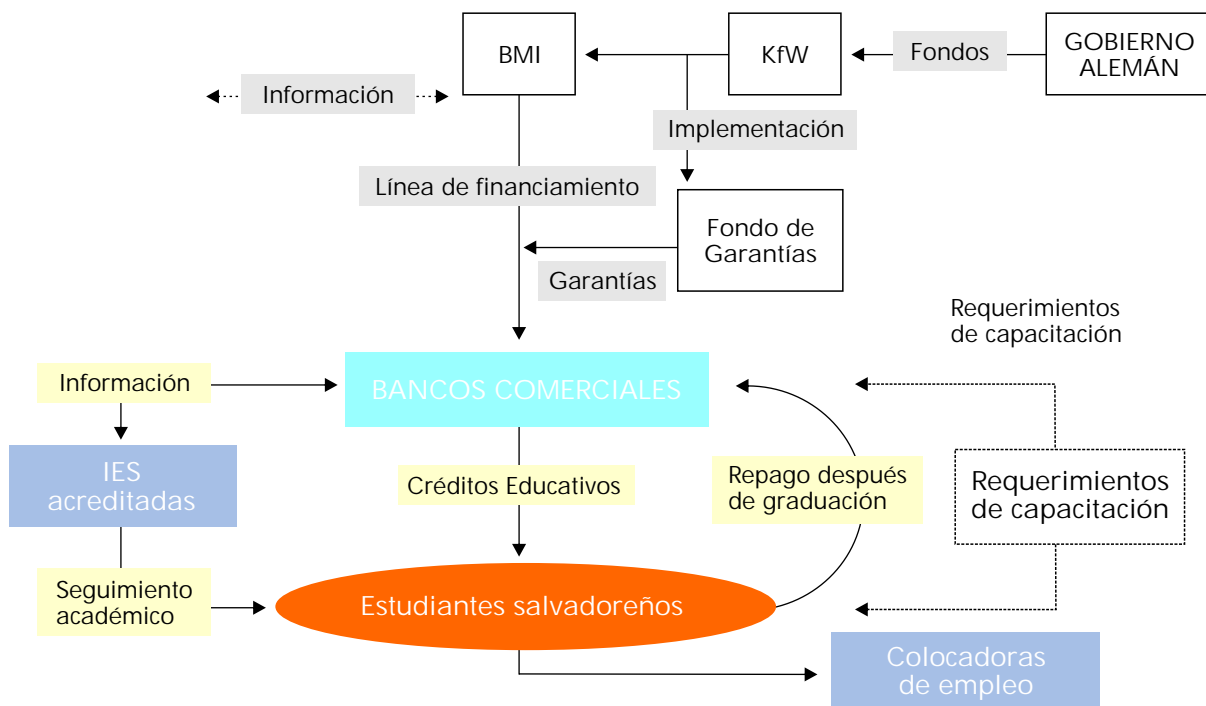 BMI
KfW
Fondos
GOBIERNO
ALEMÁN
Información
Implementación
Línea de financiamiento
Fondo de
Garantías
Garantías
Requerimientos
de capacitación
Información
BANCOS COMERCIALES
IES
acreditadas
Créditos Educativos
Repago después
de graduación
Requerimientos
de capacitación
Seguimiento
académico
Estudiantes salvadoreños
Colocadoras
de empleo